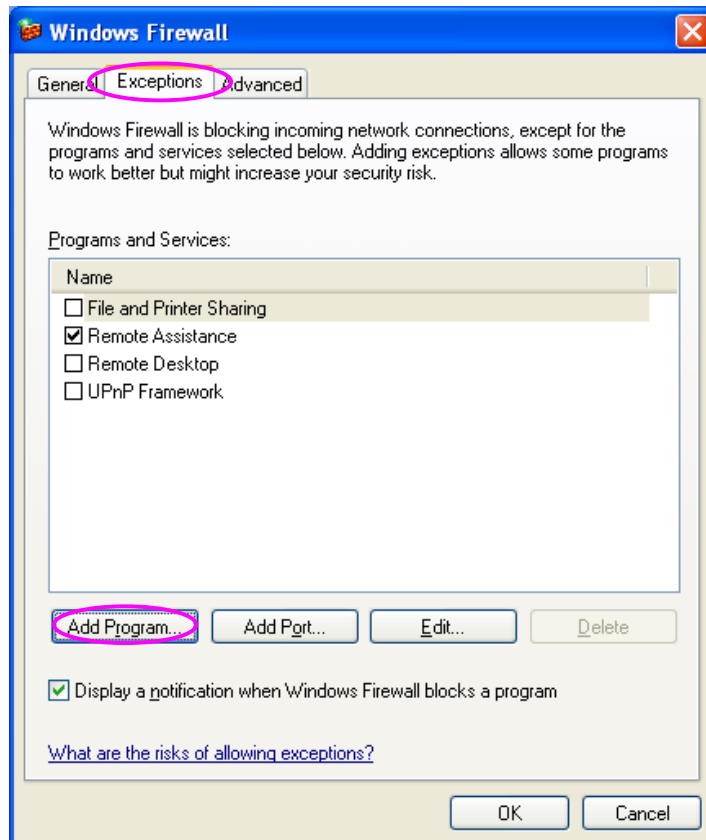 Windows Firewall
General Exceptions Advanced
Windows Firewall is blocking incoming network connections, except for the
programs and services selected below. Adding exceptions allows some programs
to work better but might increase your security risk.
Programs and Services:
Name
File and Printer Sharing
Remote Assistance
Remote Desktop
UPnP Framework
Add Program... Add Port... Edit... Delete
Display a notification when Windows Firewall blocks a program
What are the risks of allowing exceptions?
OK Cancel